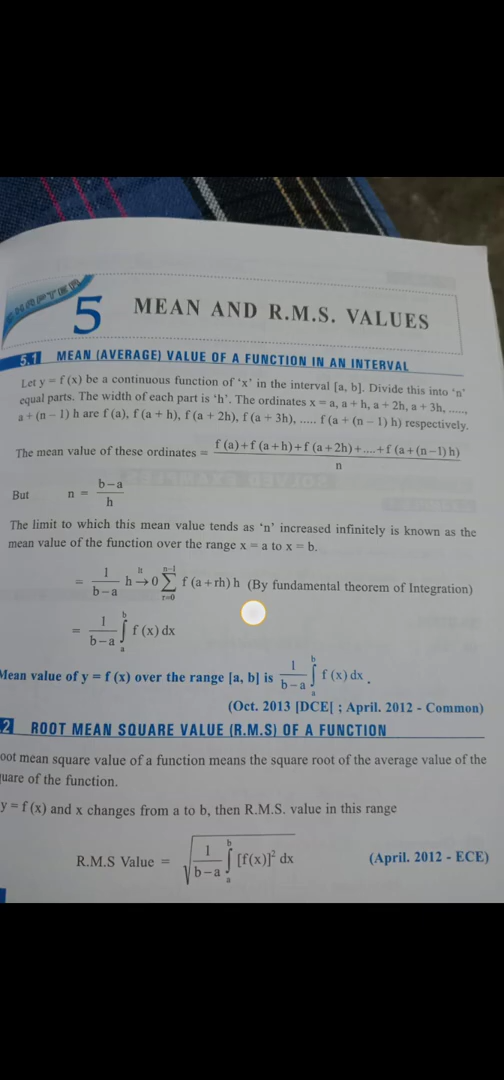 CHAPTER
5
MEAN AND R.M.S. VALUES
5.1 MEAN (AVERAGE) VALUE OF A FUNCTION IN AN INTERVAL
Let y = f (x) be a continuous function of 'x' in the interval [a, b]. Divide this into 'n'
equal parts. The width of each part is 'h'. The ordinates x = a, a + h, a + 2h, a + 3h, .....,
a + (n − 1) h are f (a), f (a + h), f (a + 2h), f (a + 3h), ..... f (a + (n − 1) h) respectively.
The mean value of these ordinates = f (a) + f (a + h) + f (a + 2h) + .... + f (a + (n−1) h) / n
But n = b−a / h
The limit to which this mean value tends as 'n' increased infinitely is known as the
mean value of the function over the range x = a to x = b.
= 1 / b−a h h→0 n−1 ∑ r=0 f (a + rh) h (By fundamental theorem of Integration)
= 1 / b−a b ∫ a f (x) dx
Mean value of y = f (x) over the range [a, b] is 1 / b−a b ∫ a f (x) dx .
(Oct. 2013 [DCE[ ; April. 2012 - Common)
2 ROOT MEAN SQUARE VALUE (R.M.S) OF A FUNCTION
oot mean square value of a function means the square root of the average value of the
uare of the function.
y = f (x) and x changes from a to b, then R.M.S. value in this range
R.M.S Value = √ 1 / b−a b ∫ a [f(x)]² dx (April. 2012 - ECE)